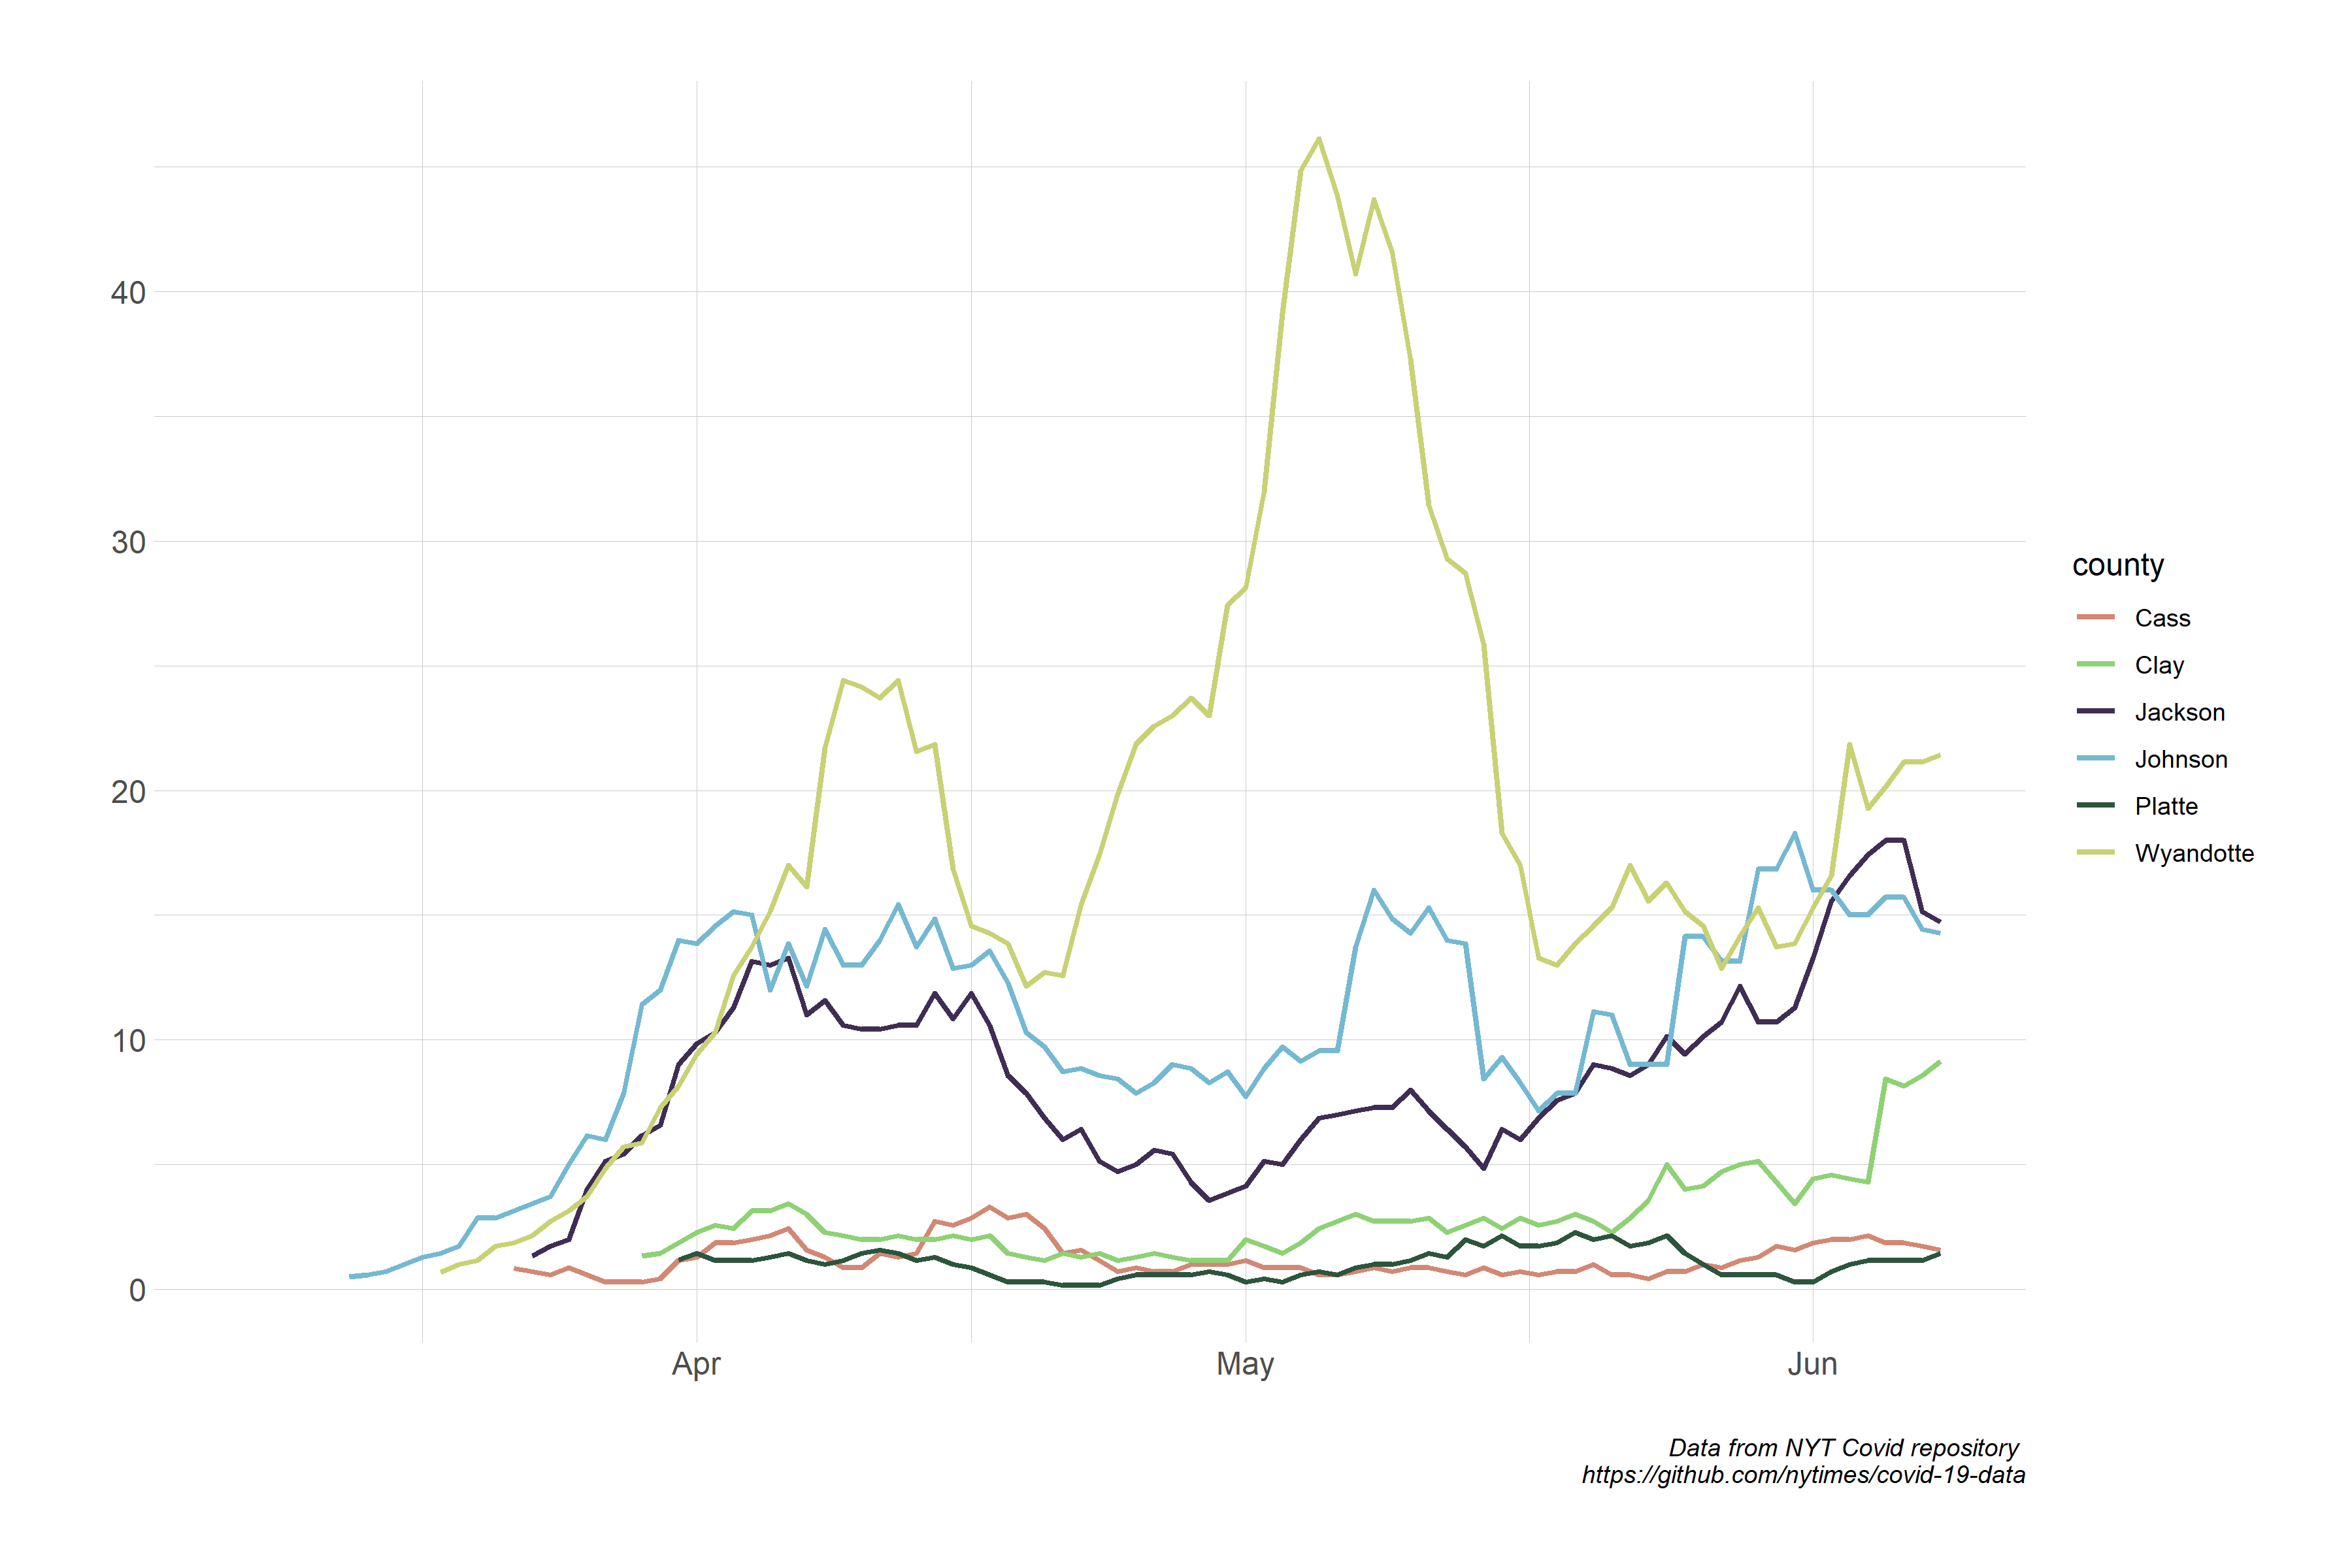 40
30
20
10
0
Apr
May
Jun
county
Cass
Clay
Jackson
Johnson
Platte
Wyandotte
Data from NYT Covid repository
https://github.com/nytimes/covid-19-data